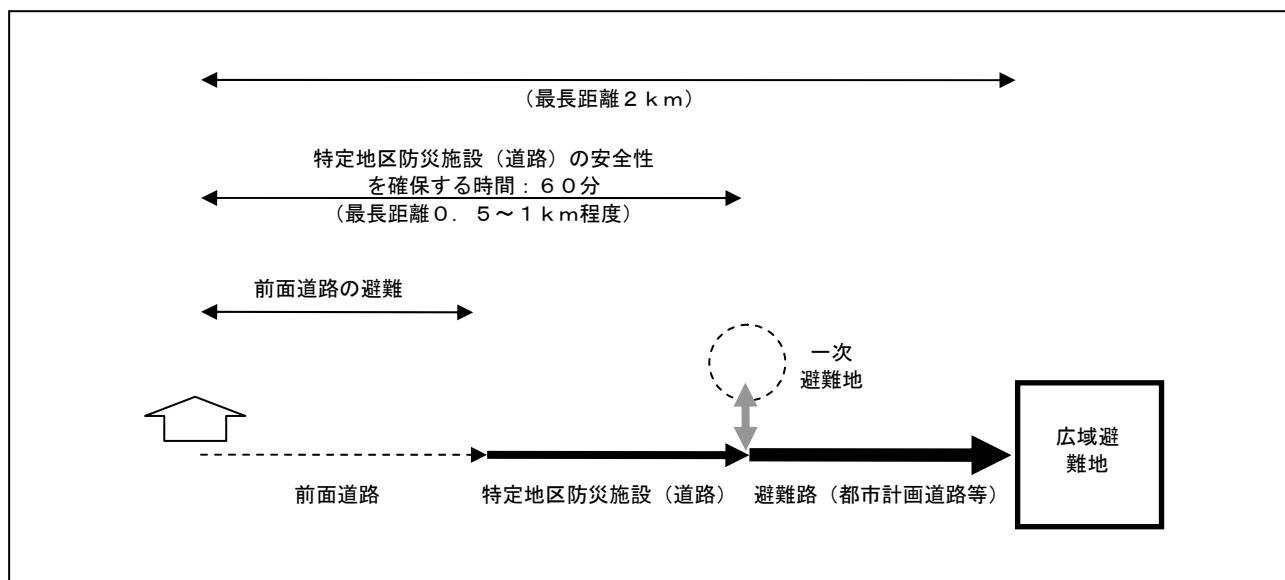 （最長距離２ｋｍ）
特定地区防災施設（道路）の安全性
を確保する時間：６０分
（最長距離０．５～１ｋｍ程度）
前面道路の避難
一次
避難地
広域避
難地
前面道路
特定地区防災施設（道路）
避難路（都市計画道路等）